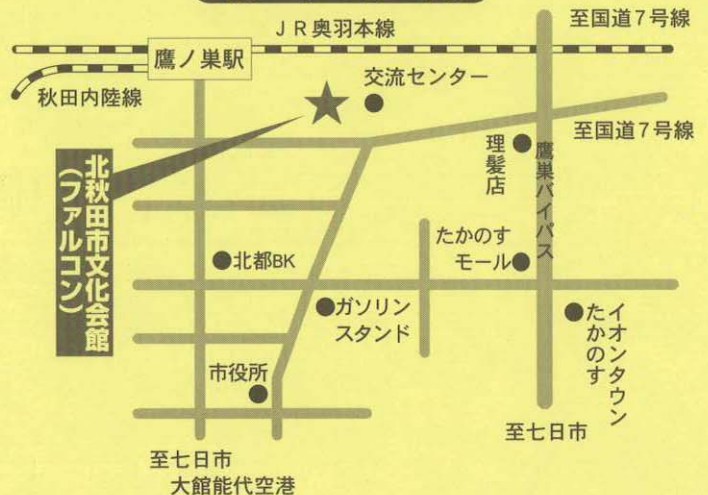 至国道7号線
JR奥羽本線
鷹ノ巣駅
交流センター
秋田内陸線
至国道7号線
理髪店
鷹巣バイパス
北秋田市文化会館
(ファルコン)
たかのす
モール
北都BK
ガソリン
スタンド
イオンタウン
たかのす
市役所
至七日市
至七日市
大館能代空港